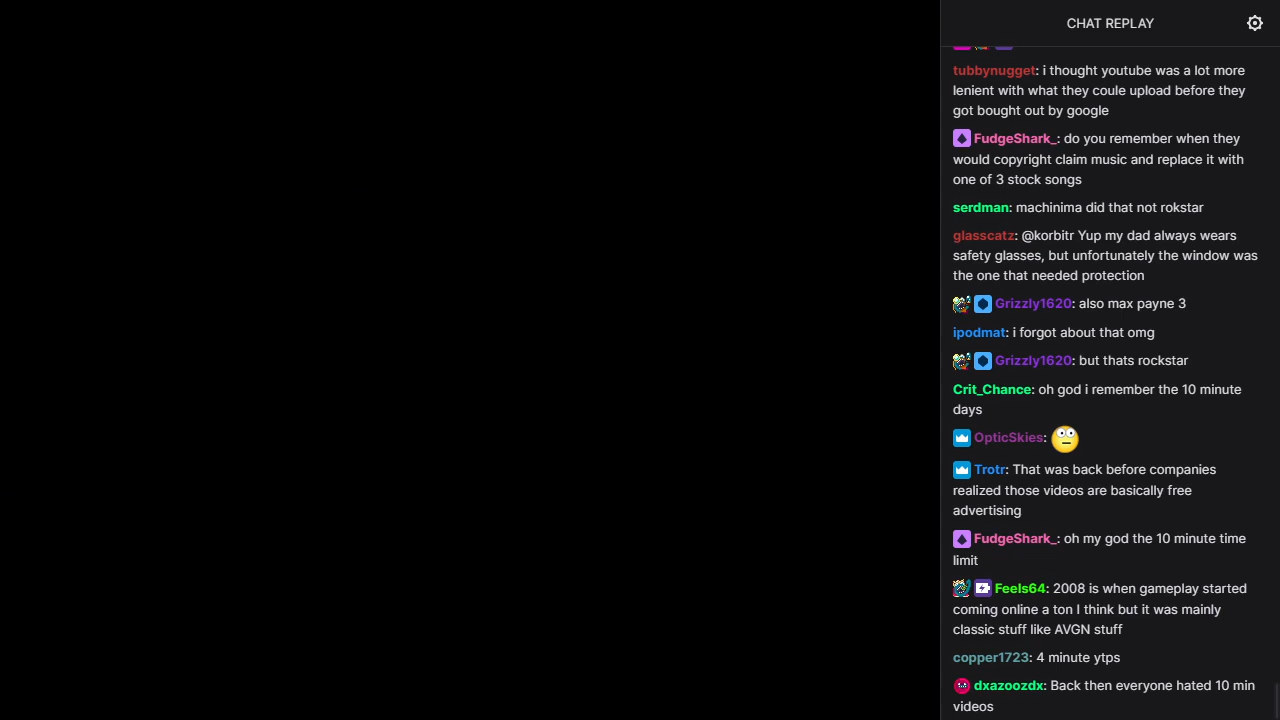 CHAT REPLAY
tubbynugget: i thought youtube was a lot more
lenient with what they coule upload before they
got bought out by google
FudgeShark_: do you remember when they
would copyright claim music and replace it with
one of 3 stock songs
serdman: machinima did that not rokstar
glasscatz: @korbitr Yup my dad always wears
safety glasses, but unfortunately the window was
the one that needed protection
Grizzly1620: also max payne 3
ipodmat: i forgot about that omg
Grizzly1620: but thats rockstar
Crit_Chance: oh god i remember the 10 minute
days
OpticSkies:
Trotr: That was back before companies
realized those videos are basically free
advertising
FudgeShark_: oh my god the 10 minute time
limit
Feels64: 2008 is when gameplay started
coming online a ton I think but it was mainly
classic stuff like AVGN stuff
copper1723: 4 minute ytps
dxazoozdx: Back then everyone hated 10 min
videos